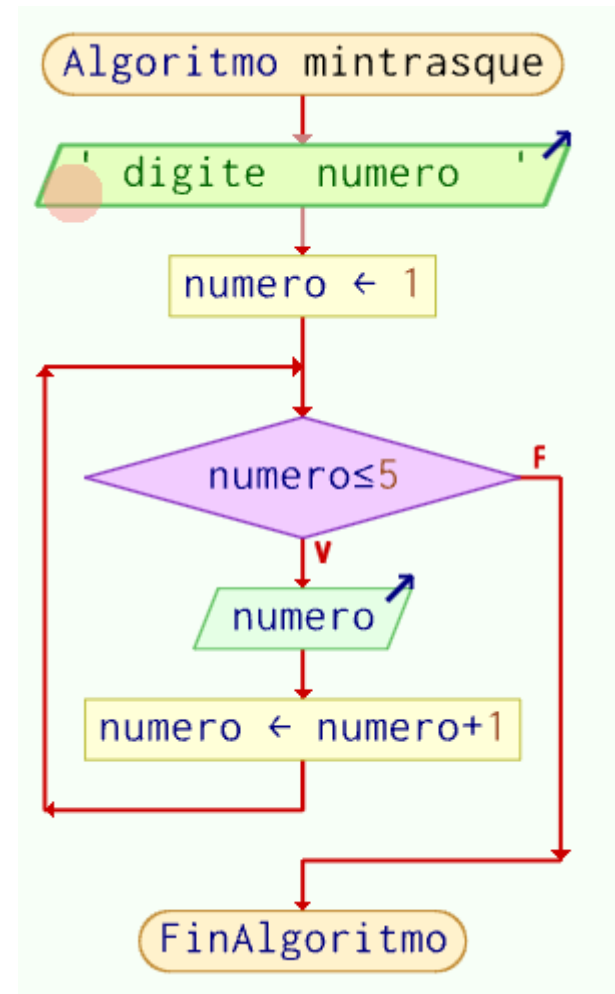 Algoritmo mintrasque
' digite numero '
numero ← 1
numero≤5
F
V
numero
numero ← numero+1
FinAlgoritmo